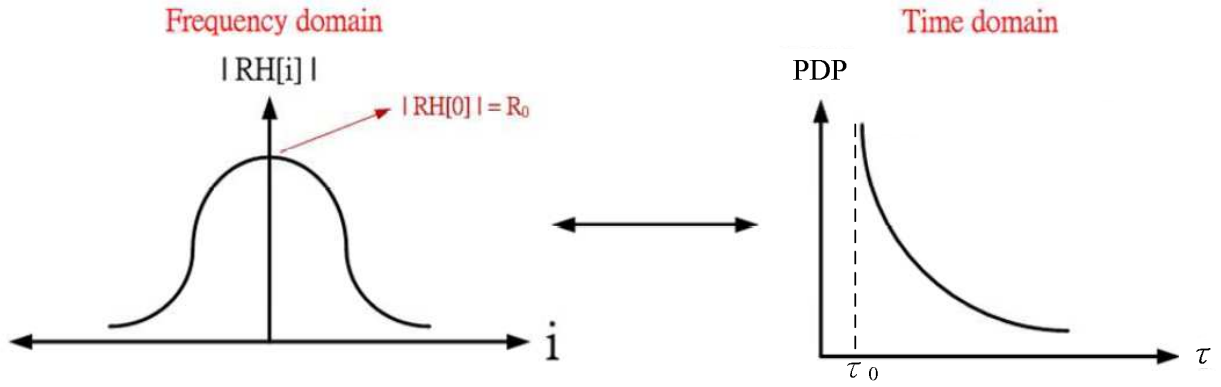 Frequency domain
| RH[i] |
| RH[0] | = R₀
i
Time domain
PDP
τ₀
τ